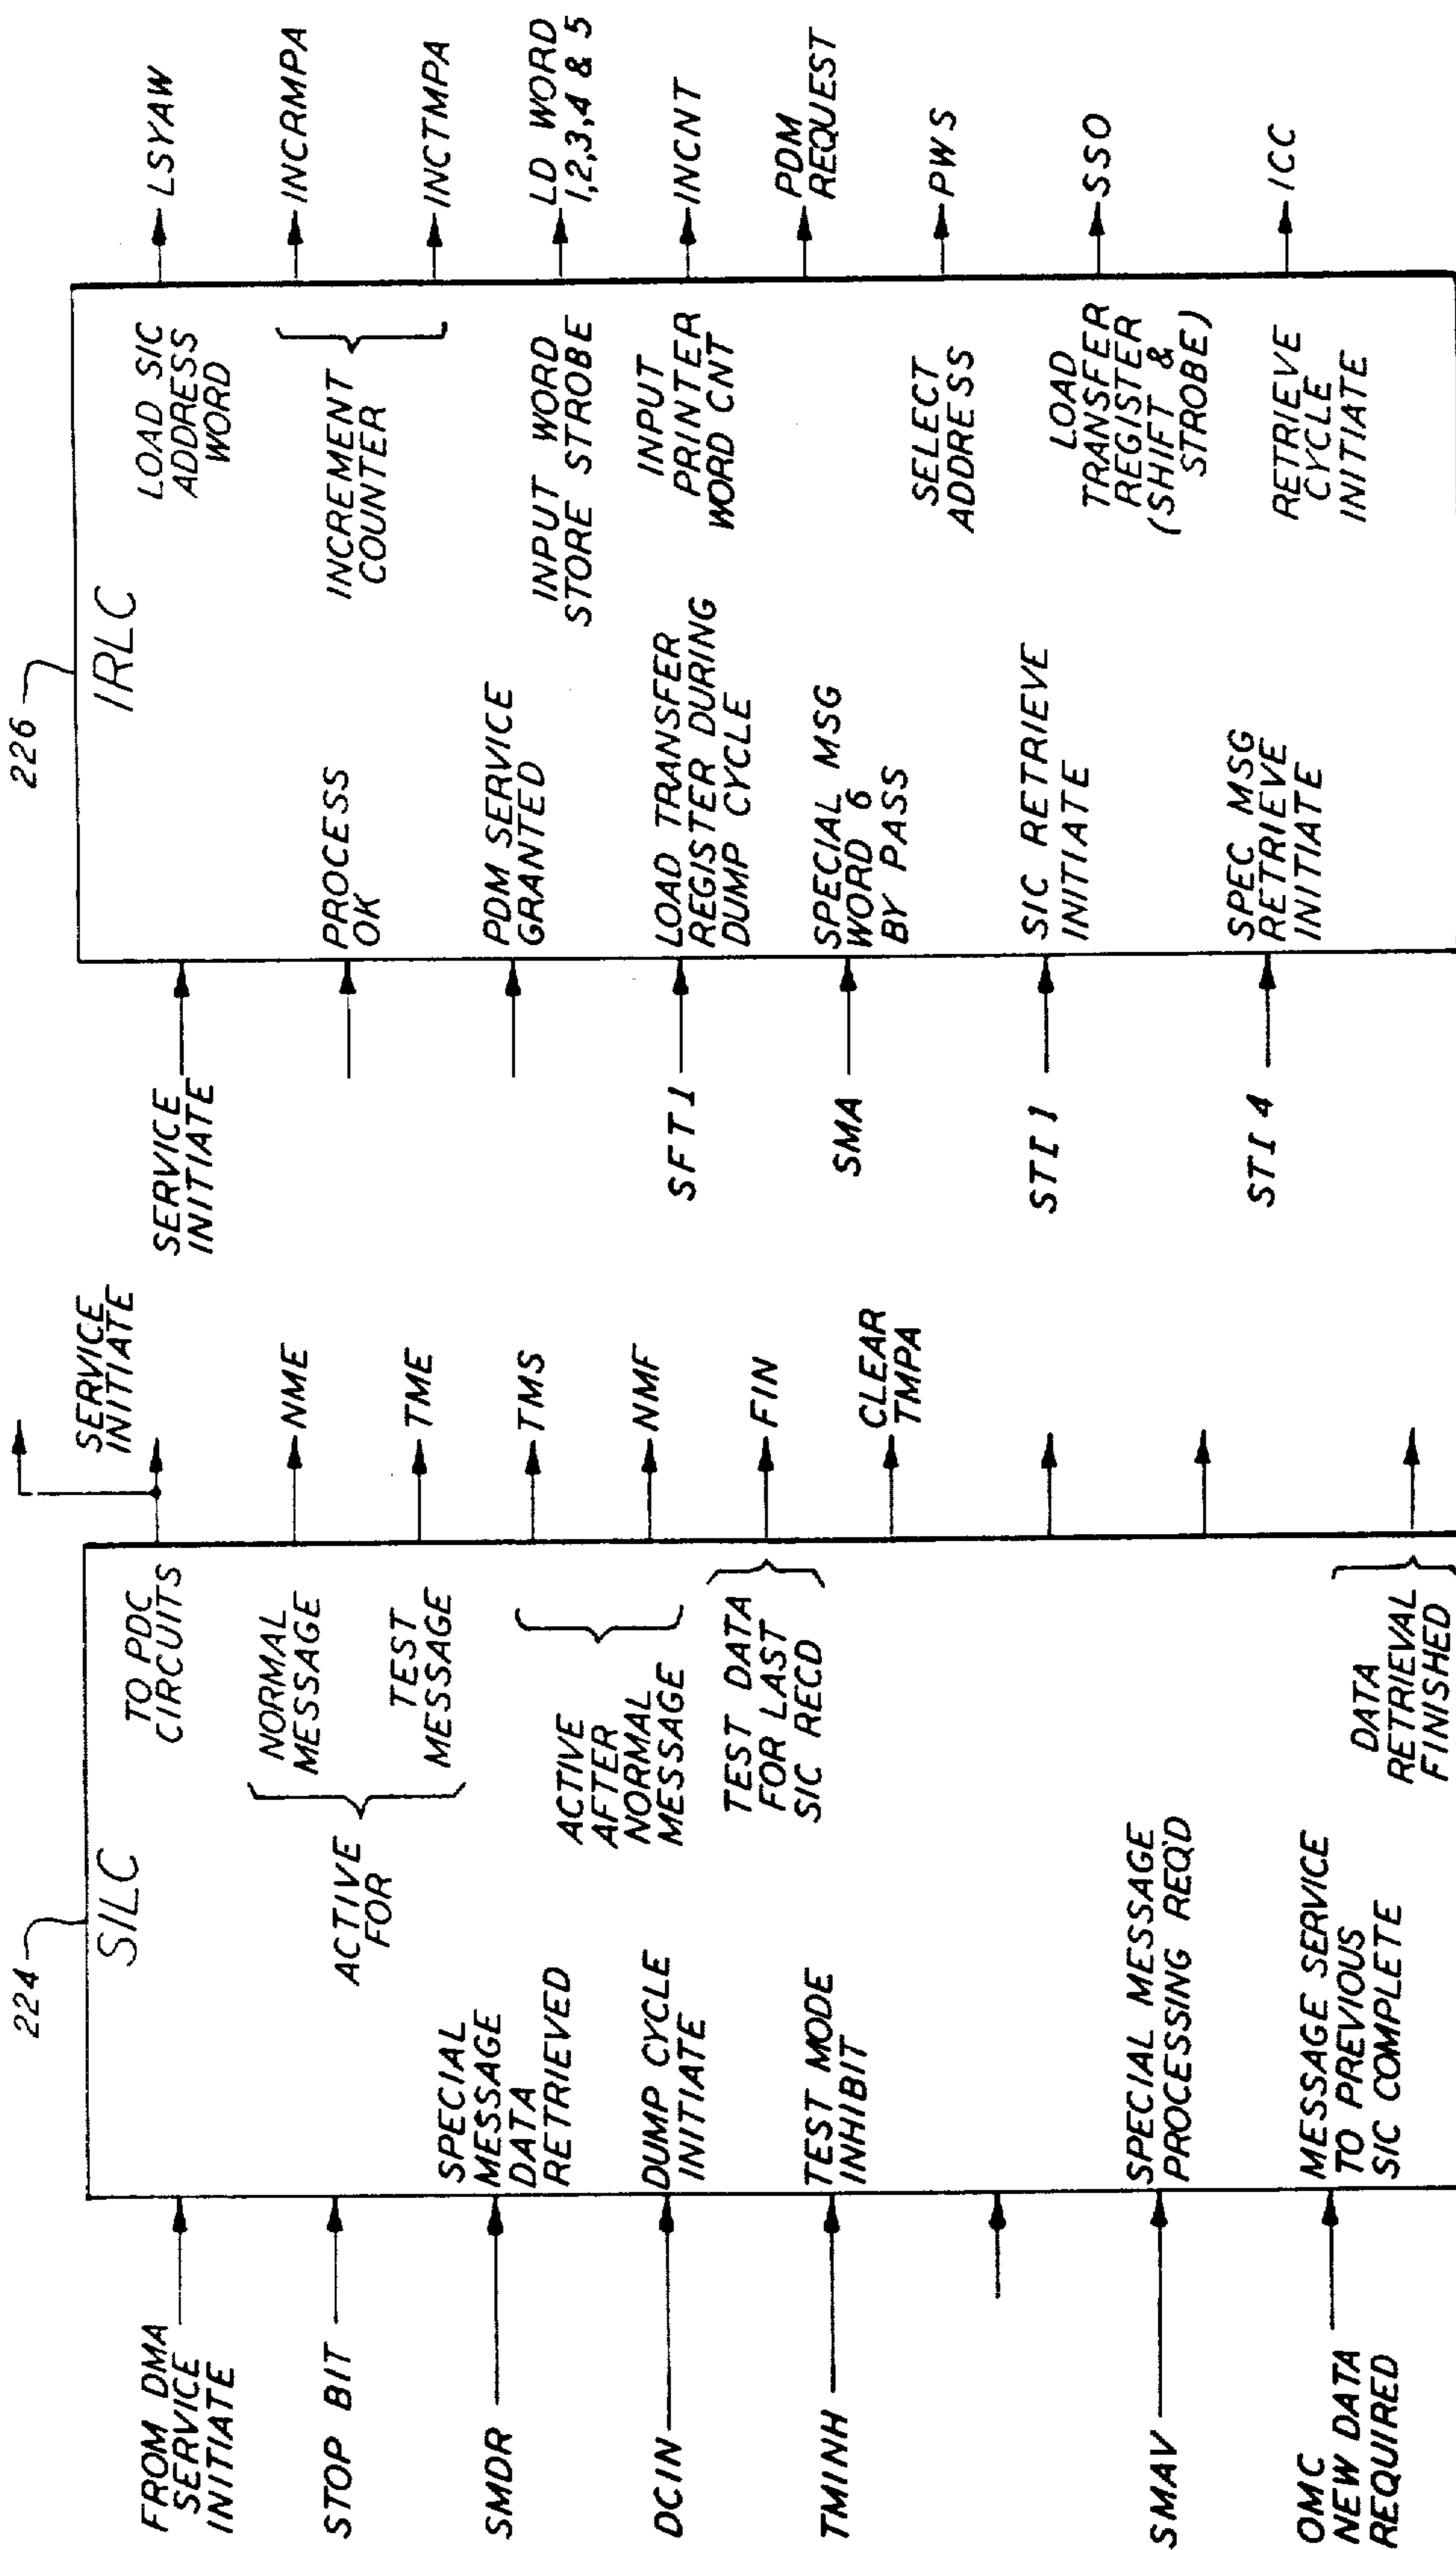 224
SILC
FROM DMA
SERVICE
INITIATE
STOP BIT
SMDR
DCIN
TMINH
SMAV
OMC
NEW DATA
REQUIRED
SPECIAL
MESSAGE
DATA
RETRIEVED
DUMP CYCLE
INITIATE
TEST MODE
INHIBIT
SPECIAL MESSAGE
PROCESSING REQ'D
MESSAGE SERVICE
TO PREVIOUS
SIC COMPLETE
ACTIVE
FOR
TO PDC
CIRCUITS
NORMAL
MESSAGE
TEST
MESSAGE
ACTIVE
AFTER
NORMAL
MESSAGE
TEST DATA
FOR LAST
SIC RECD
DATA
RETRIEVAL
FINISHED
SERVICE
INITIATE
NME
TME
TMS
NMF
FIN
CLEAR
TMPA
226
IRLC
SERVICE
INITIATE
SFT1
SMA
STI1
STI4
PROCESS
OK
PDM SERVICE
GRANTED
LOAD TRANSFER
REGISTER DURING
DUMP CYCLE
SPECIAL MSG
WORD 6
BY PASS
SIC RETRIEVE
INITIATE
SPEC MSG
RETRIEVE
INITIATE
LOAD SIC
ADDRESS
WORD
INCREMENT
COUNTER
INPUT WORD
STORE STROBE
INPUT
PRINTER
WORD CNT
SELECT
ADDRESS
LOAD
TRANSFER
REGISTER
(SHIFT &
STROBE)
RETRIEVE
CYCLE
INITIATE
LSYAW
INCRMPA
INCTMPA
LD WORD
1,2,3,4 & 5
INCNT
PDM
REQUEST
PWS
SSO
ICC